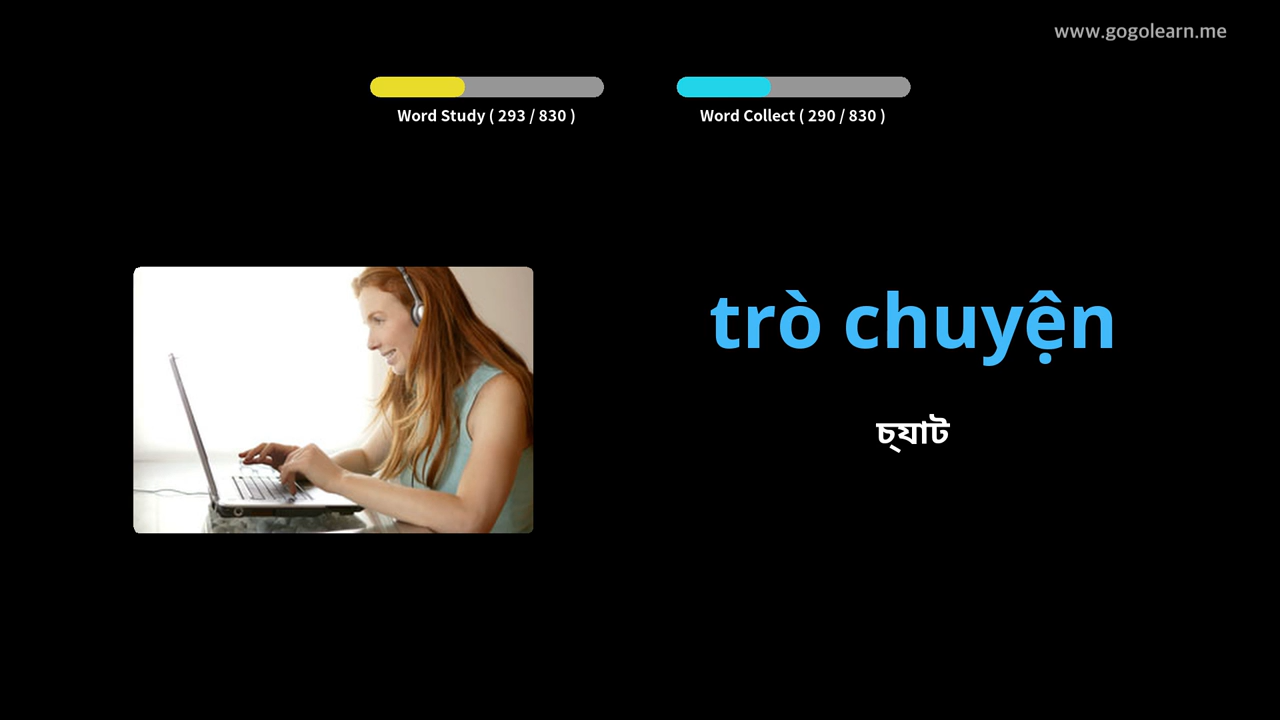 www.gogolearn.me
Word Study ( 293 / 830 )
Word Collect ( 290 / 830 )
trò chuyện
চ্যাট